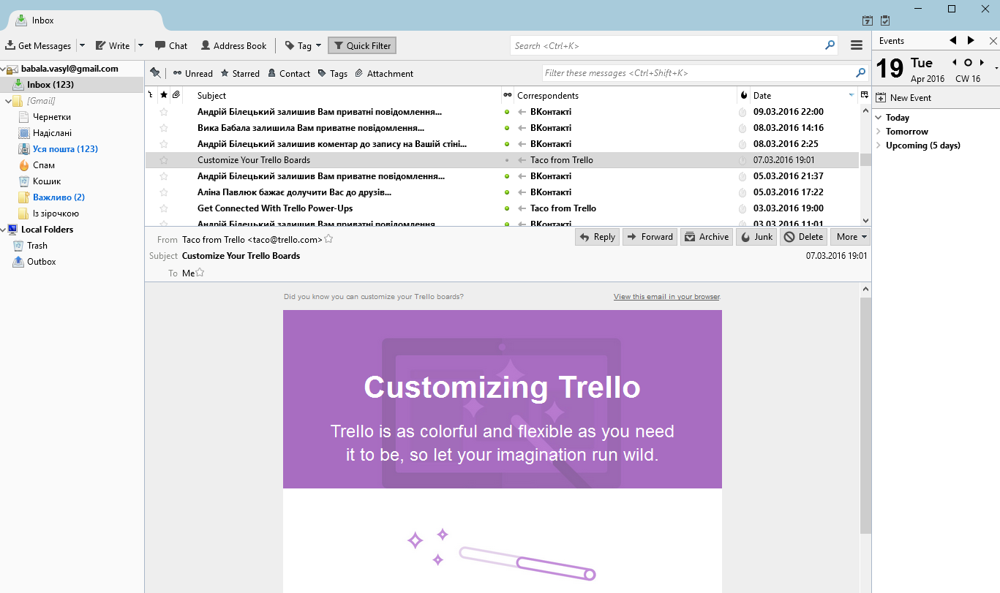 Inbox
Get Messages Write Chat Address Book Tag Quick Filter
Search <Ctrl+K>
Events
19 Tue
Apr 2016 CW 16
New Event
Today
Tomorrow
Upcoming (5 days)
babala.vasyl@gmail.com
Inbox (123)
[Gmail]
Чернетки
Надіслані
Уся пошта (123)
Спам
Кошик
Важливо (2)
Із зірочкою
Local Folders
Trash
Outbox
Unread Starred Contact Tags Attachment
Filter these messages <Ctrl+Shift+K>
Subject Correspondents Date
Андрій Білецький залишив Вам приватні повідомлення... ВКонтакті 09.03.2016 22:00
Вика Бабала залишила Вам приватне повідомлення... ВКонтакті 08.03.2016 14:16
Андрій Білецький залишив коментар до запису на Вашій стіні... ВКонтакті 08.03.2016 2:25
Customize Your Trello Boards Taco from Trello 07.03.2016 19:01
Андрій Білецький залишив Вам приватне повідомлення... ВКонтакті 05.03.2016 21:37
Аліна Павлюк бажає долучити Вас до друзів... ВКонтакті 05.03.2016 17:22
Get Connected With Trello Power-Ups Taco from Trello 03.03.2016 19:00
Андрій Білецький залишив Вам приватні повідомлення ВКонтакті 03.03.2016 11:01
From Taco from Trello <taco@trello.com>
Reply Forward Archive Junk Delete More
Subject Customize Your Trello Boards 07.03.2016 19:01
To Me
Did you know you can customize your Trello boards? View this email in your browser.
Customizing Trello
Trello is as colorful and flexible as you need
it to be, so let your imagination run wild.